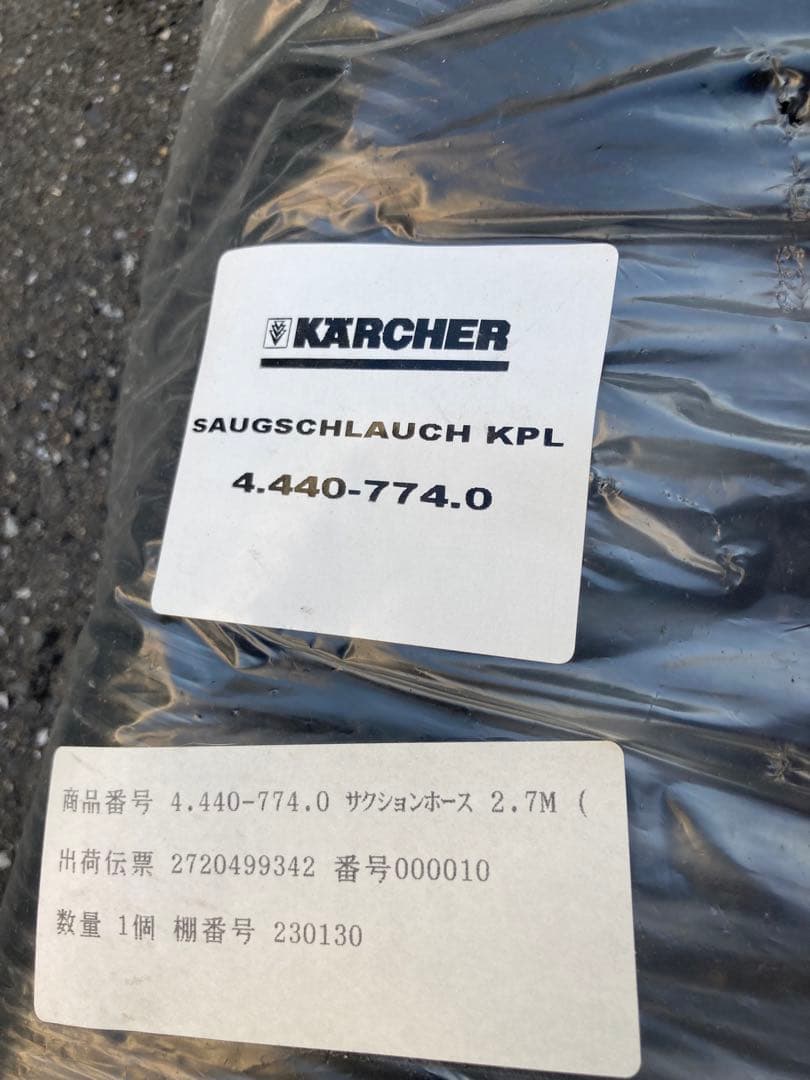 KÄRCHER
sAUGSCHLAUCH KPL
4.440-774.0
商品番号 4.440-774.0 サクションホース 2.7M (
出荷伝票 2720499342 番号000010
数量 1個 棚番号 230130